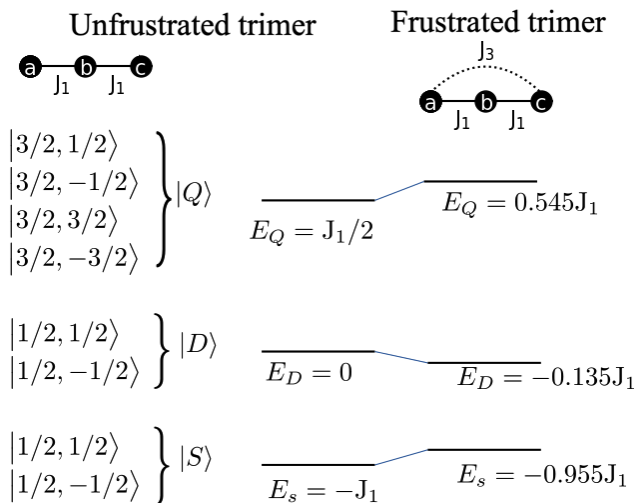 Unfrustrated trimer
a b c
J₁ J₁
Frustrated trimer
J₃
a b c
J₁ J₁
|3/2, 1/2⟩
|3/2, −1/2⟩
|3/2, 3/2⟩
|3/2, −3/2⟩
|Q⟩
E_Q = J₁/2
E_Q = 0.545J₁
|1/2, 1/2⟩
|1/2, −1/2⟩
|D⟩
E_D = 0
E_D = −0.135J₁
|1/2, 1/2⟩
|1/2, −1/2⟩
|S⟩
E_s = −J₁
E_s = −0.955J₁